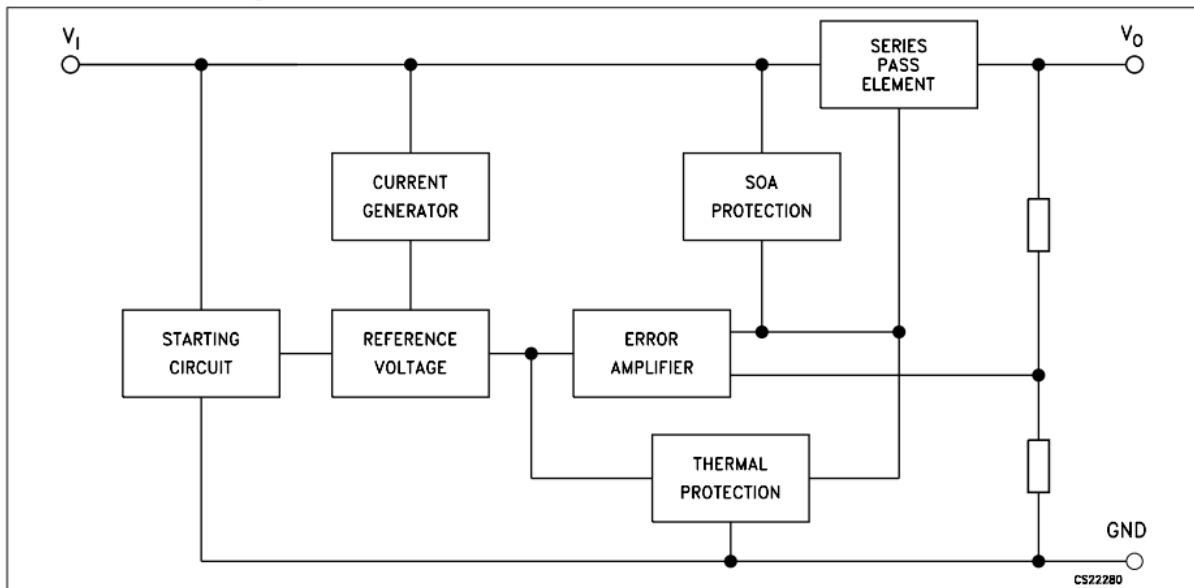 V_I
SERIES
PASS
ELEMENT
V_O
CURRENT
GENERATOR
SOA
PROTECTION
STARTING
CIRCUIT
REFERENCE
VOLTAGE
ERROR
AMPLIFIER
THERMAL
PROTECTION
GND
CS22280